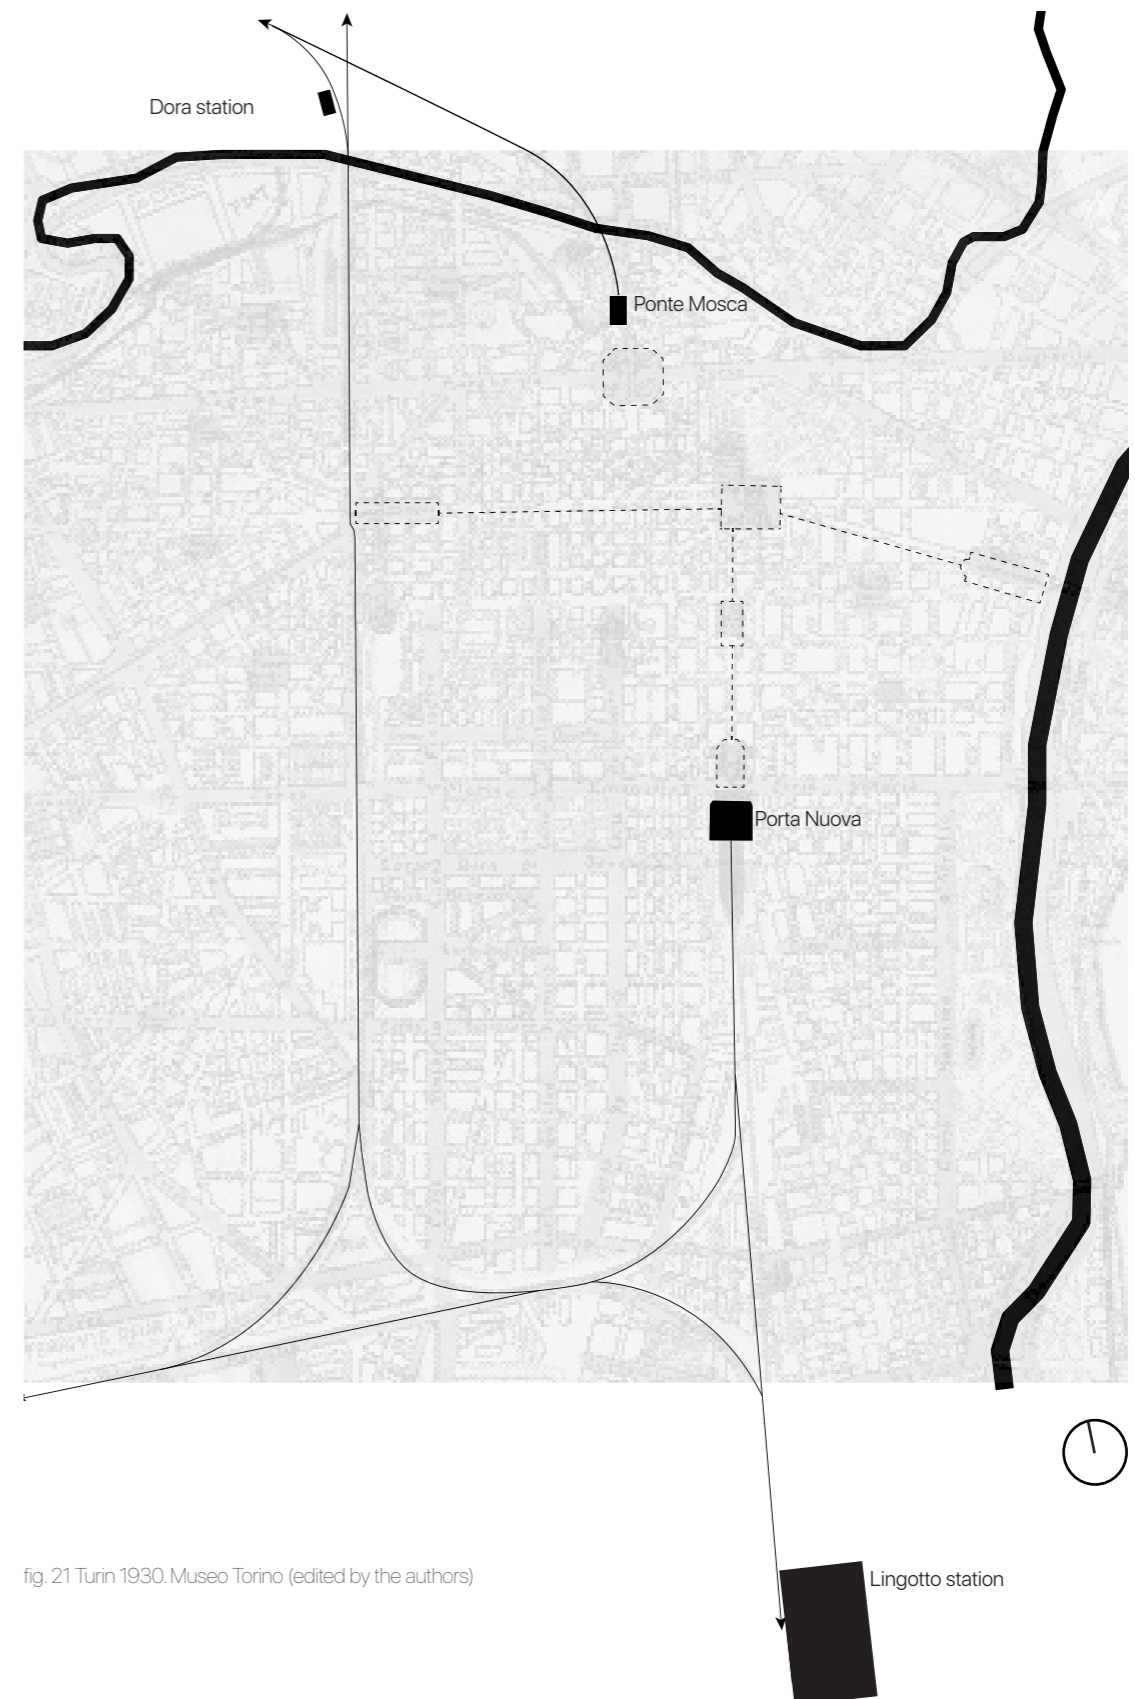 Dora station
Ponte Mosca
Porta Nuova
fig. 21 Turin 1930. Museo Torino (edited by the authors)
Lingotto station